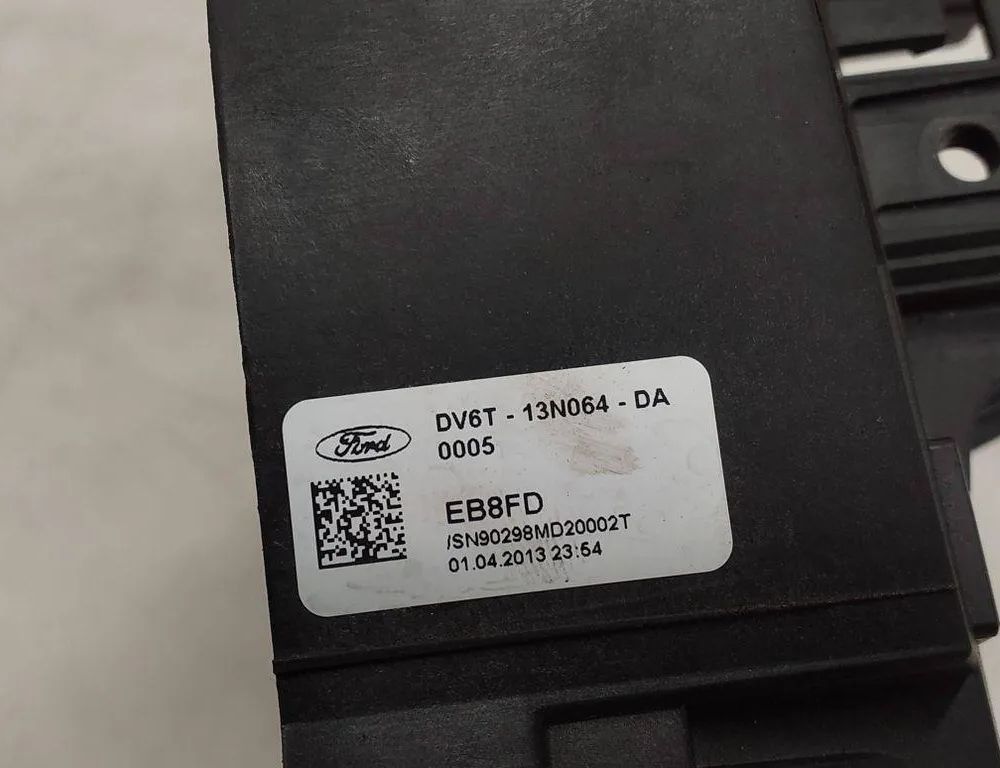 Ford
DV6T - 13N064 - DA
0005
EB8FD
/SN90298MD20002T
01.04.2013 23:54